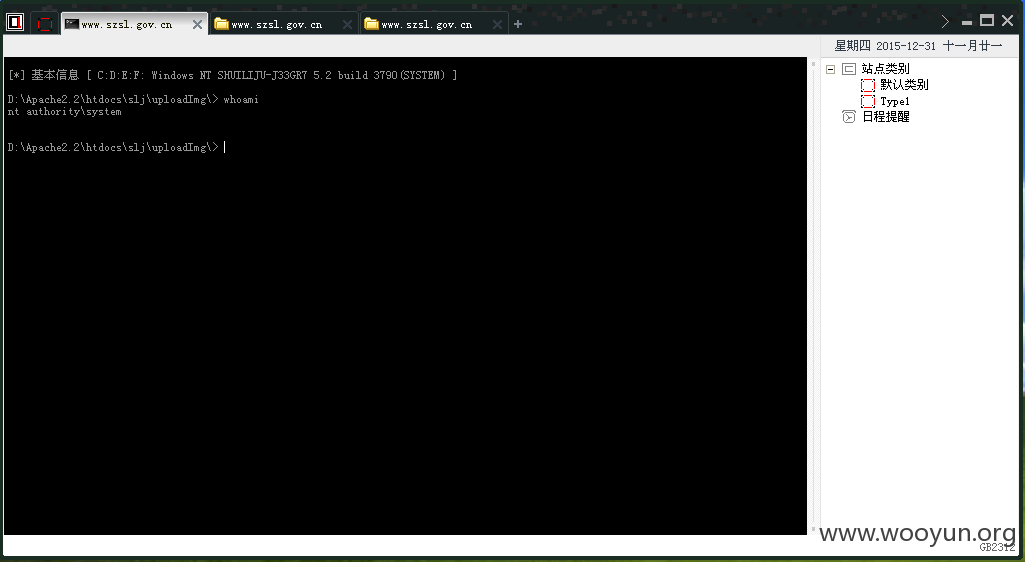 www.szsl.gov.cn www.szsl.gov.cn www.szsl.gov.cn
星期四 2015-12-31 十一月廿一
[*] 基本信息 [ C:D:E:F: Windows NT SHUILIJU-J33GR7 5.2 build 3790(SYSTEM) ]
D:\Apache2.2\htdocs\slj\uploadImg\> whoami
nt authority\system
D:\Apache2.2\htdocs\slj\uploadImg\>
站点类别
默认类别
Type1
日程提醒
www.wooyun.org
GB2312